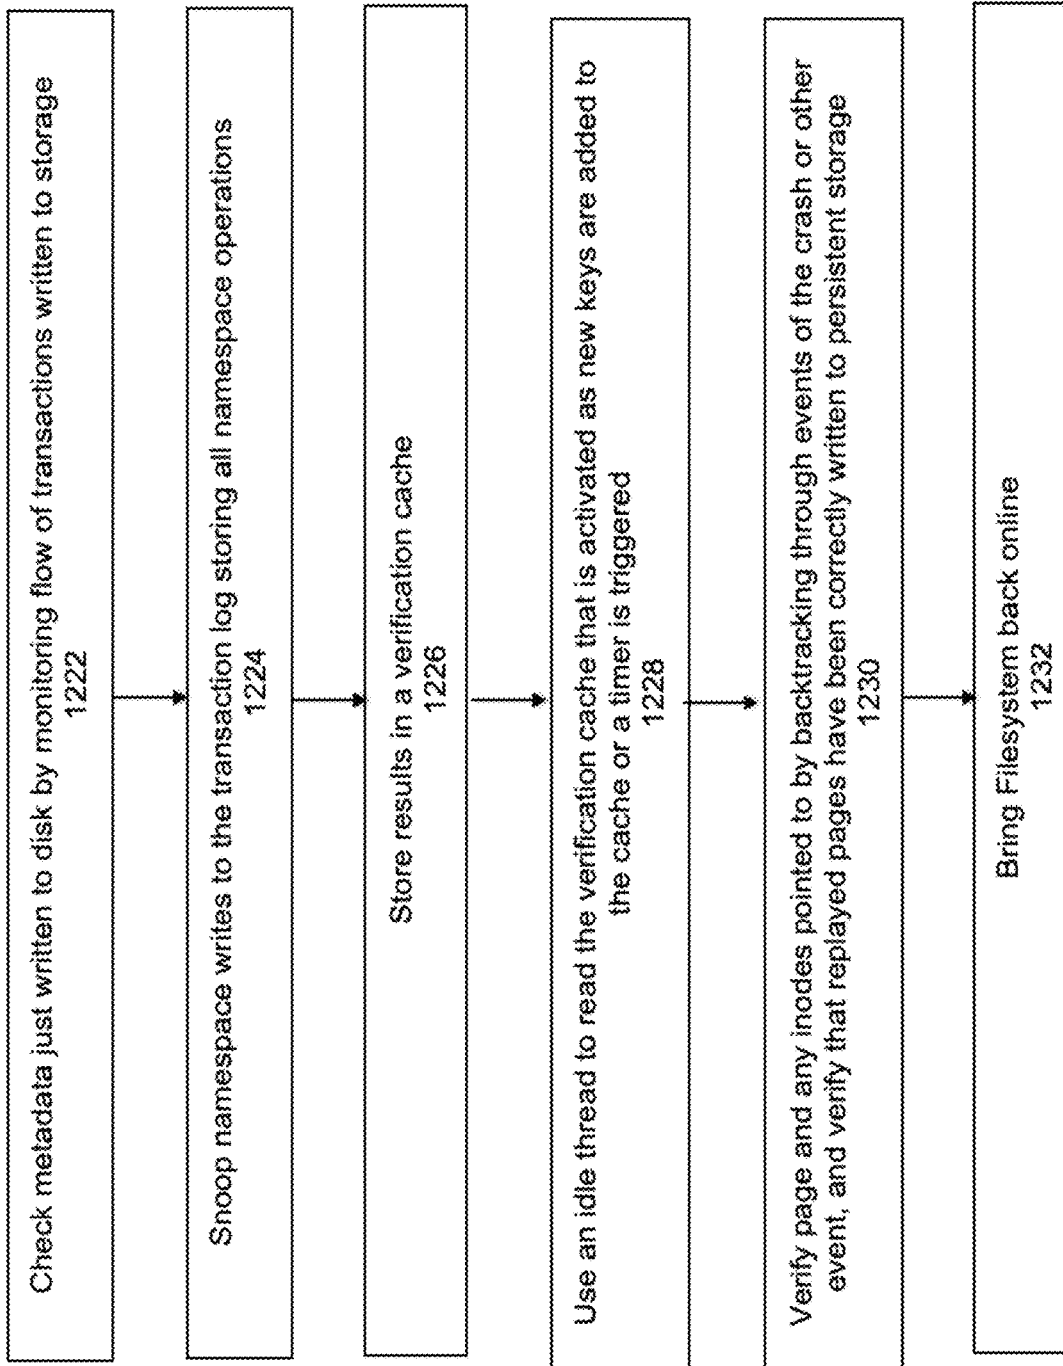 Check metadata just written to disk by monitoring flow of transactions written to storage
1222
Snoop namespace writes to the transaction log storing all namespace operations
1224
Store results in a verification cache
1226
Use an idle thread to read the verification cache that is activated as new keys are added to
the cache or a timer is triggered
1228
Verify page and any inodes pointed to by backtracking through events of the crash or other
event, and verify that replayed pages have been correctly written to persistent storage
1230
Bring Filesystem back online
1232